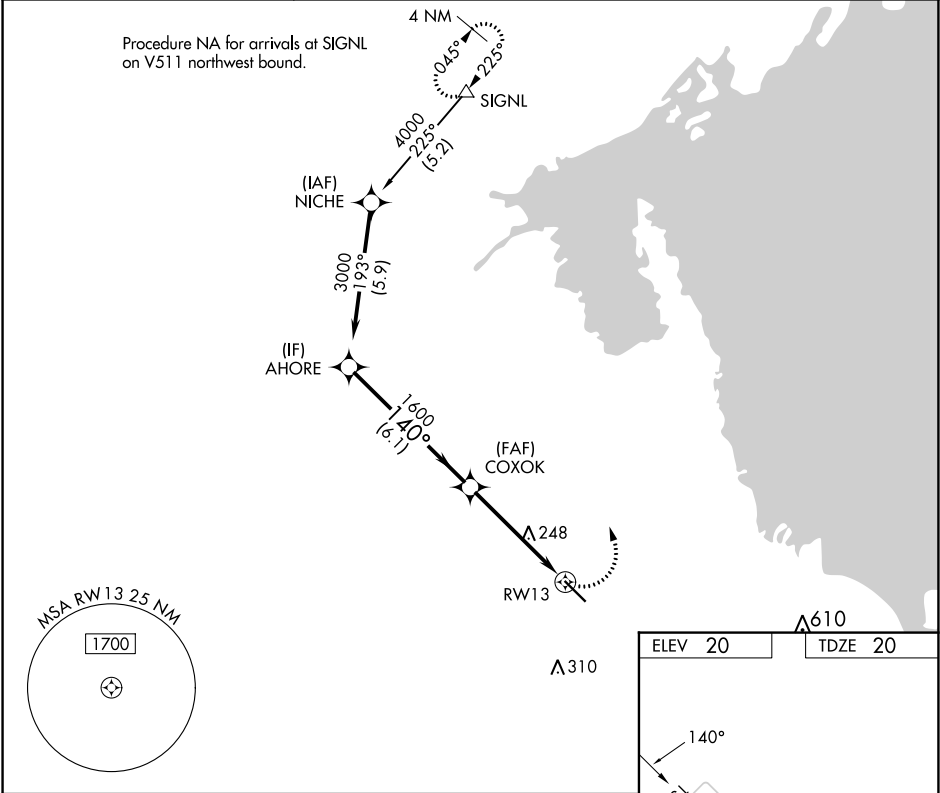 Procedure NA for arrivals at SIGNL
on V511 northwest bound.
4 NM
045°
225°
SIGNL
4000
225°
(5.2)
(IAF)
NICHE
3000
193°
(5.9)
(IF)
AHORE
1600
140°
(6.1)
(FAF)
COXOK
248
RW13
MSA RW13 25 NM
1700
310
610
ELEV 20
TDZE 20
140°